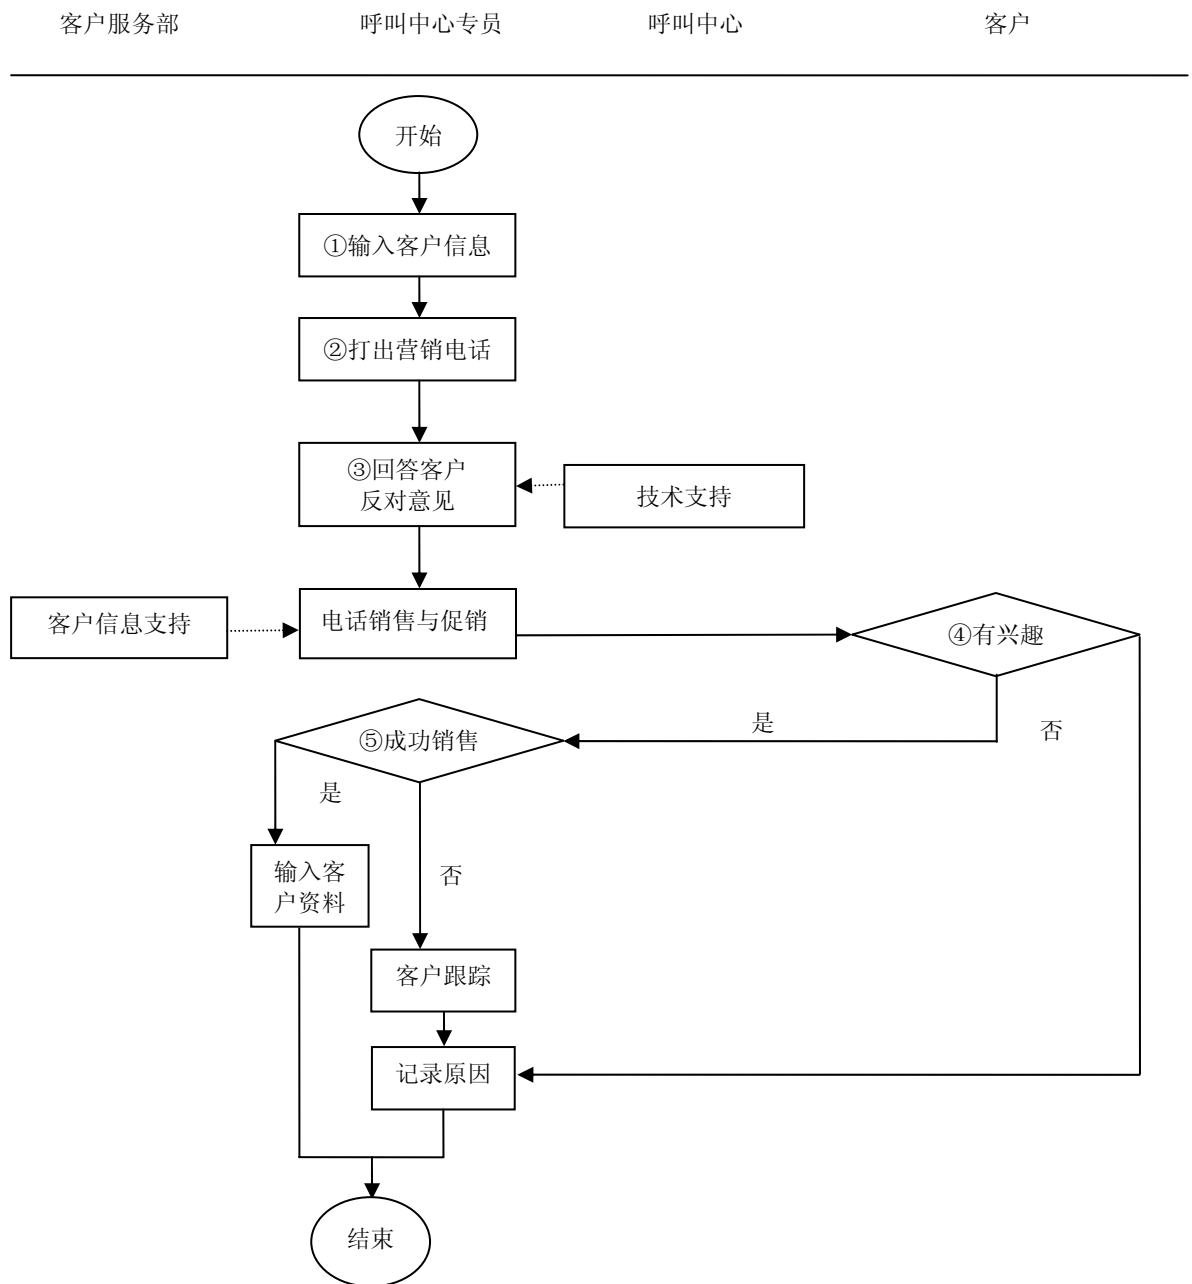 客户服务部 呼叫中心专员 呼叫中心 客户
开始
①输入客户信息
②打出营销电话
③回答客户
反对意见
技术支持
客户信息支持
电话销售与促销
④有兴趣
是
否
⑤成功销售
是
输入客
户资料
否
客户跟踪
记录原因
结束